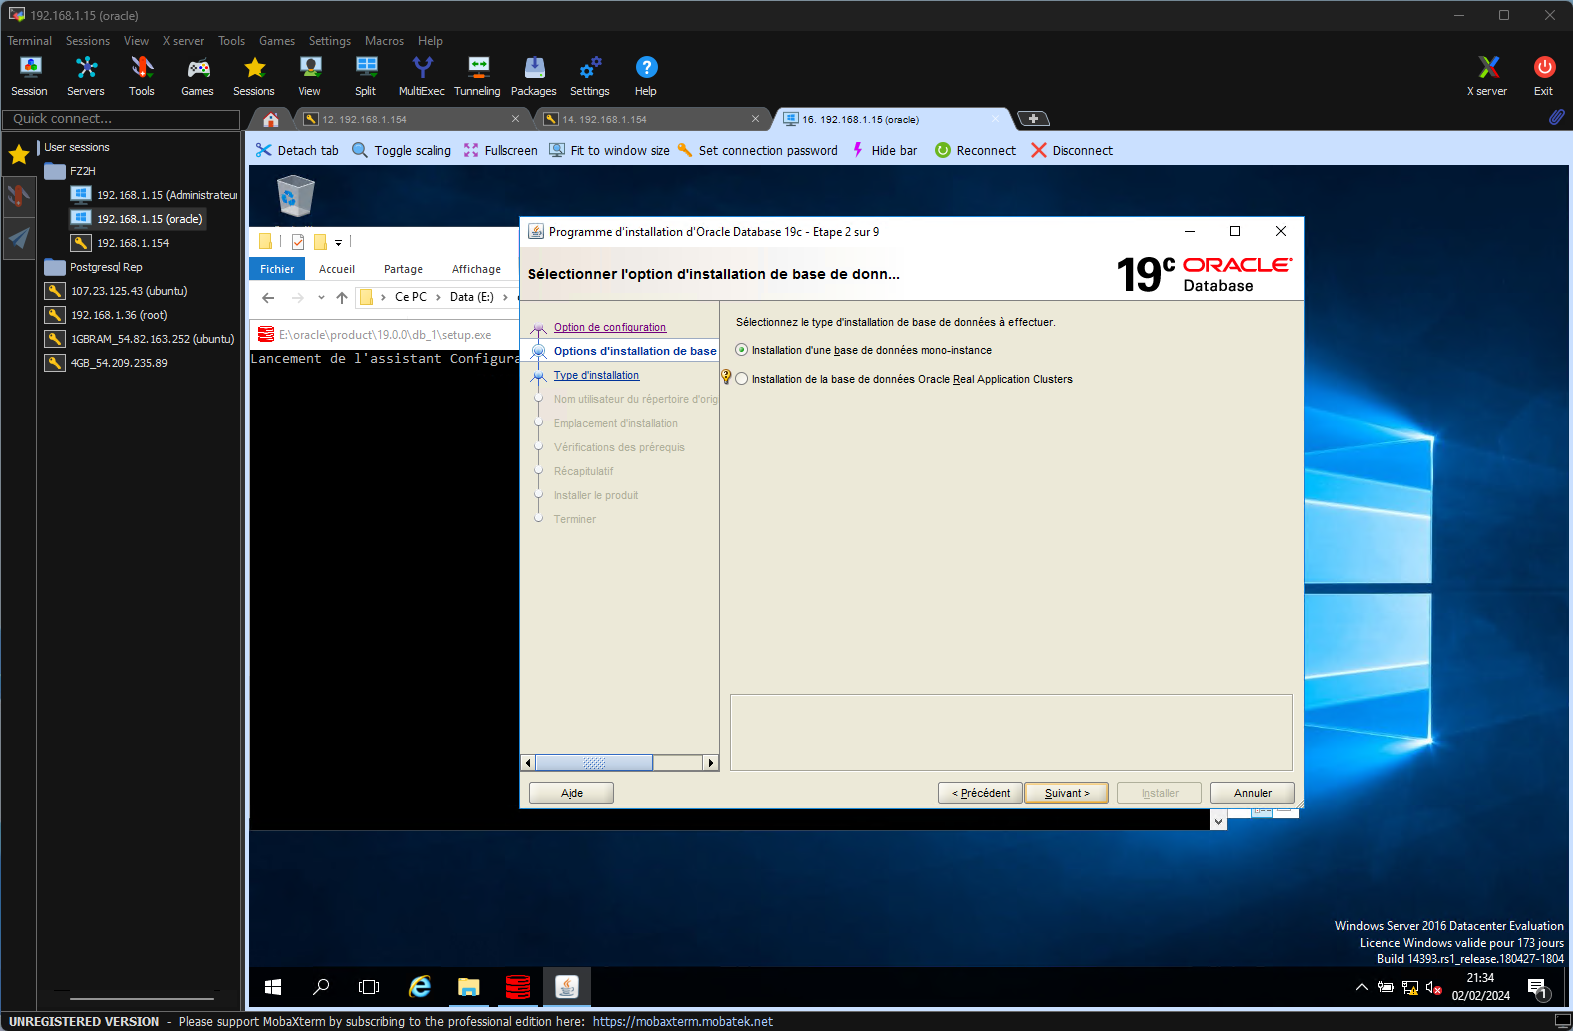 192.168.1.15 (oracle)
Terminal Sessions View X server Tools Games Settings Macros Help
Session Servers Tools Games Sessions View Split MultiExec Tunneling Packages Settings Help X server Exit
Quick connect...
12. 192.168.1.154
14. 192.168.1.154
16. 192.168.1.15 (oracle)
Detach tab Toggle scaling Fullscreen Fit to window size Set connection password Hide bar Reconnect Disconnect
User sessions
FZ2H
192.168.1.15 (Administrateur
192.168.1.15 (oracle)
192.168.1.154
Postgresql Rep
107.23.125.43 (ubuntu)
192.168.1.36 (root)
1GBRAM_54.82.163.252 (ubuntu)
4GB_54.209.235.89
Fichier Accueil Partage Affichage
Ce PC > Data (E:) >
E:\oracle\product\19.0.0\db_1\setup.exe
Lancement de l'assistant Configura
Programme d'installation d'Oracle Database 19c - Etape 2 sur 9
Sélectionner l'option d'installation de base de donn...
19c ORACLE
Database
Option de configuration
Options d'installation de base
Type d'installation
Nom utilisateur du répertoire d'orig
Emplacement d'installation
Vérifications des prérequis
Récapitulatif
Installer le produit
Terminer
Sélectionnez le type d'installation de base de données à effectuer.
Installation d'une base de données mono-instance
Installation de la base de données Oracle Real Application Clusters
Aide
< Précédent
Suivant >
Installer
Annuler
Windows Server 2016 Datacenter Evaluation
Licence Windows valide pour 173 jours
Build 14393.rs1_release.180427-1804
21:34
02/02/2024
1
UNREGISTERED VERSION - Please support MobaXterm by subscribing to the professional edition here: https://mobaxterm.mobatek.net